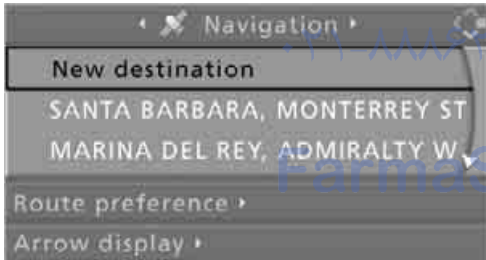 Navigation
New destination
SANTA BARBARA, MONTERREY ST
MARINA DEL REY, ADMIRALTY W
Route preference
Arrow display